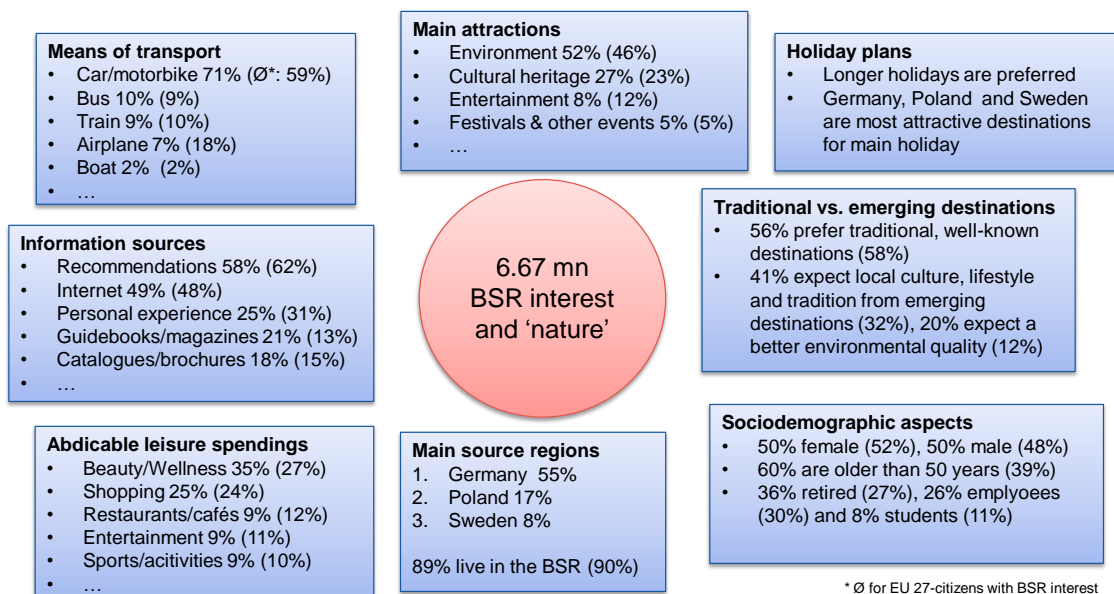 Means of transport
• Car/motorbike 71% (Ø*: 59%)
• Bus 10% (9%)
• Train 9% (10%)
• Airplane 7% (18%)
• Boat 2%  (2%)
• …
Main attractions
• Environment 52% (46%)
• Cultural heritage 27% (23%)
• Entertainment 8% (12%)
• Festivals & other events 5% (5%)
• …
Holiday plans
• Longer holidays are preferred
• Germany, Poland  and Sweden
are most attractive destinations
for main holiday
Information sources
• Recommendations 58% (62%)
• Internet 49% (48%)
• Personal experience 25% (31%)
• Guidebooks/magazines 21% (13%)
• Catalogues/brochures 18% (15%)
• …
6.67 mn
BSR interest
and ‘nature’
Traditional vs. emerging destinations
• 56% prefer traditional, well-known
destinations (58%)
• 41% expect local culture, lifestyle
and tradition from emerging
destinations (32%), 20% expect a
better environmental quality (12%)
Abdicable leisure spendings
• Beauty/Wellness 35% (27%)
• Shopping 25% (24%)
• Restaurants/cafés 9% (12%)
• Entertainment 9% (11%)
• Sports/acitivities 9% (10%)
• …
Main source regions
1. Germany  55%
2. Poland 17%
3. Sweden 8%
89% live in the BSR (90%)
Sociodemographic aspects
• 50% female (52%), 50% male (48%)
• 60% are older than 50 years (39%)
• 36% retired (27%), 26% emplyoees
(30%) and 8% students (11%)
* Ø for EU 27-citizens with BSR interest